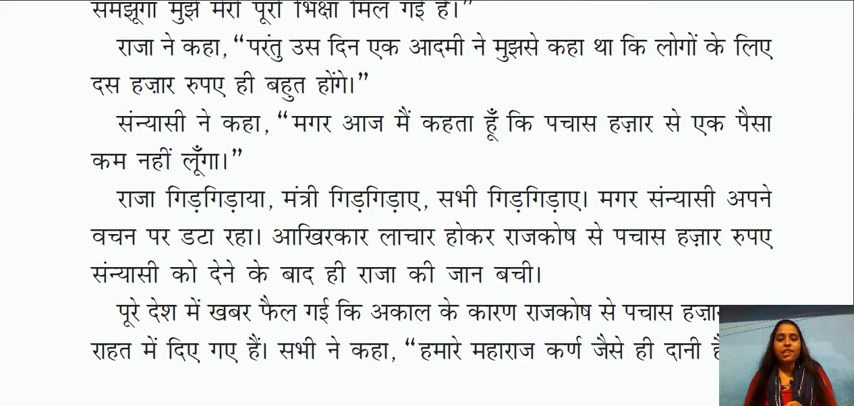 समझूँगा मुझे मेरी पूरी भिक्षा मिल गई है।”
राजा ने कहा, “परंतु उस दिन एक आदमी ने मुझसे कहा था कि लोगों के लिए
दस हज़ार रुपए ही बहुत होंगे।”
संन्यासी ने कहा, “मगर आज मैं कहता हूँ कि पचास हज़ार से एक पैसा
कम नहीं लूँगा।”
राजा गिड़गिड़ाया, मंत्री गिड़गिड़ाए, सभी गिड़गिड़ाए। मगर संन्यासी अपने
वचन पर डटा रहा। आखिरकार लाचार होकर राजकोष से पचास हज़ार रुपए
संन्यासी को देने के बाद ही राजा की जान बची।
पूरे देश में खबर फैल गई कि अकाल के कारण राजकोष से पचास
राहत में दिए गए हैं। सभी ने कहा, “हमारे महाराज कर्ण जैसे ही दानी